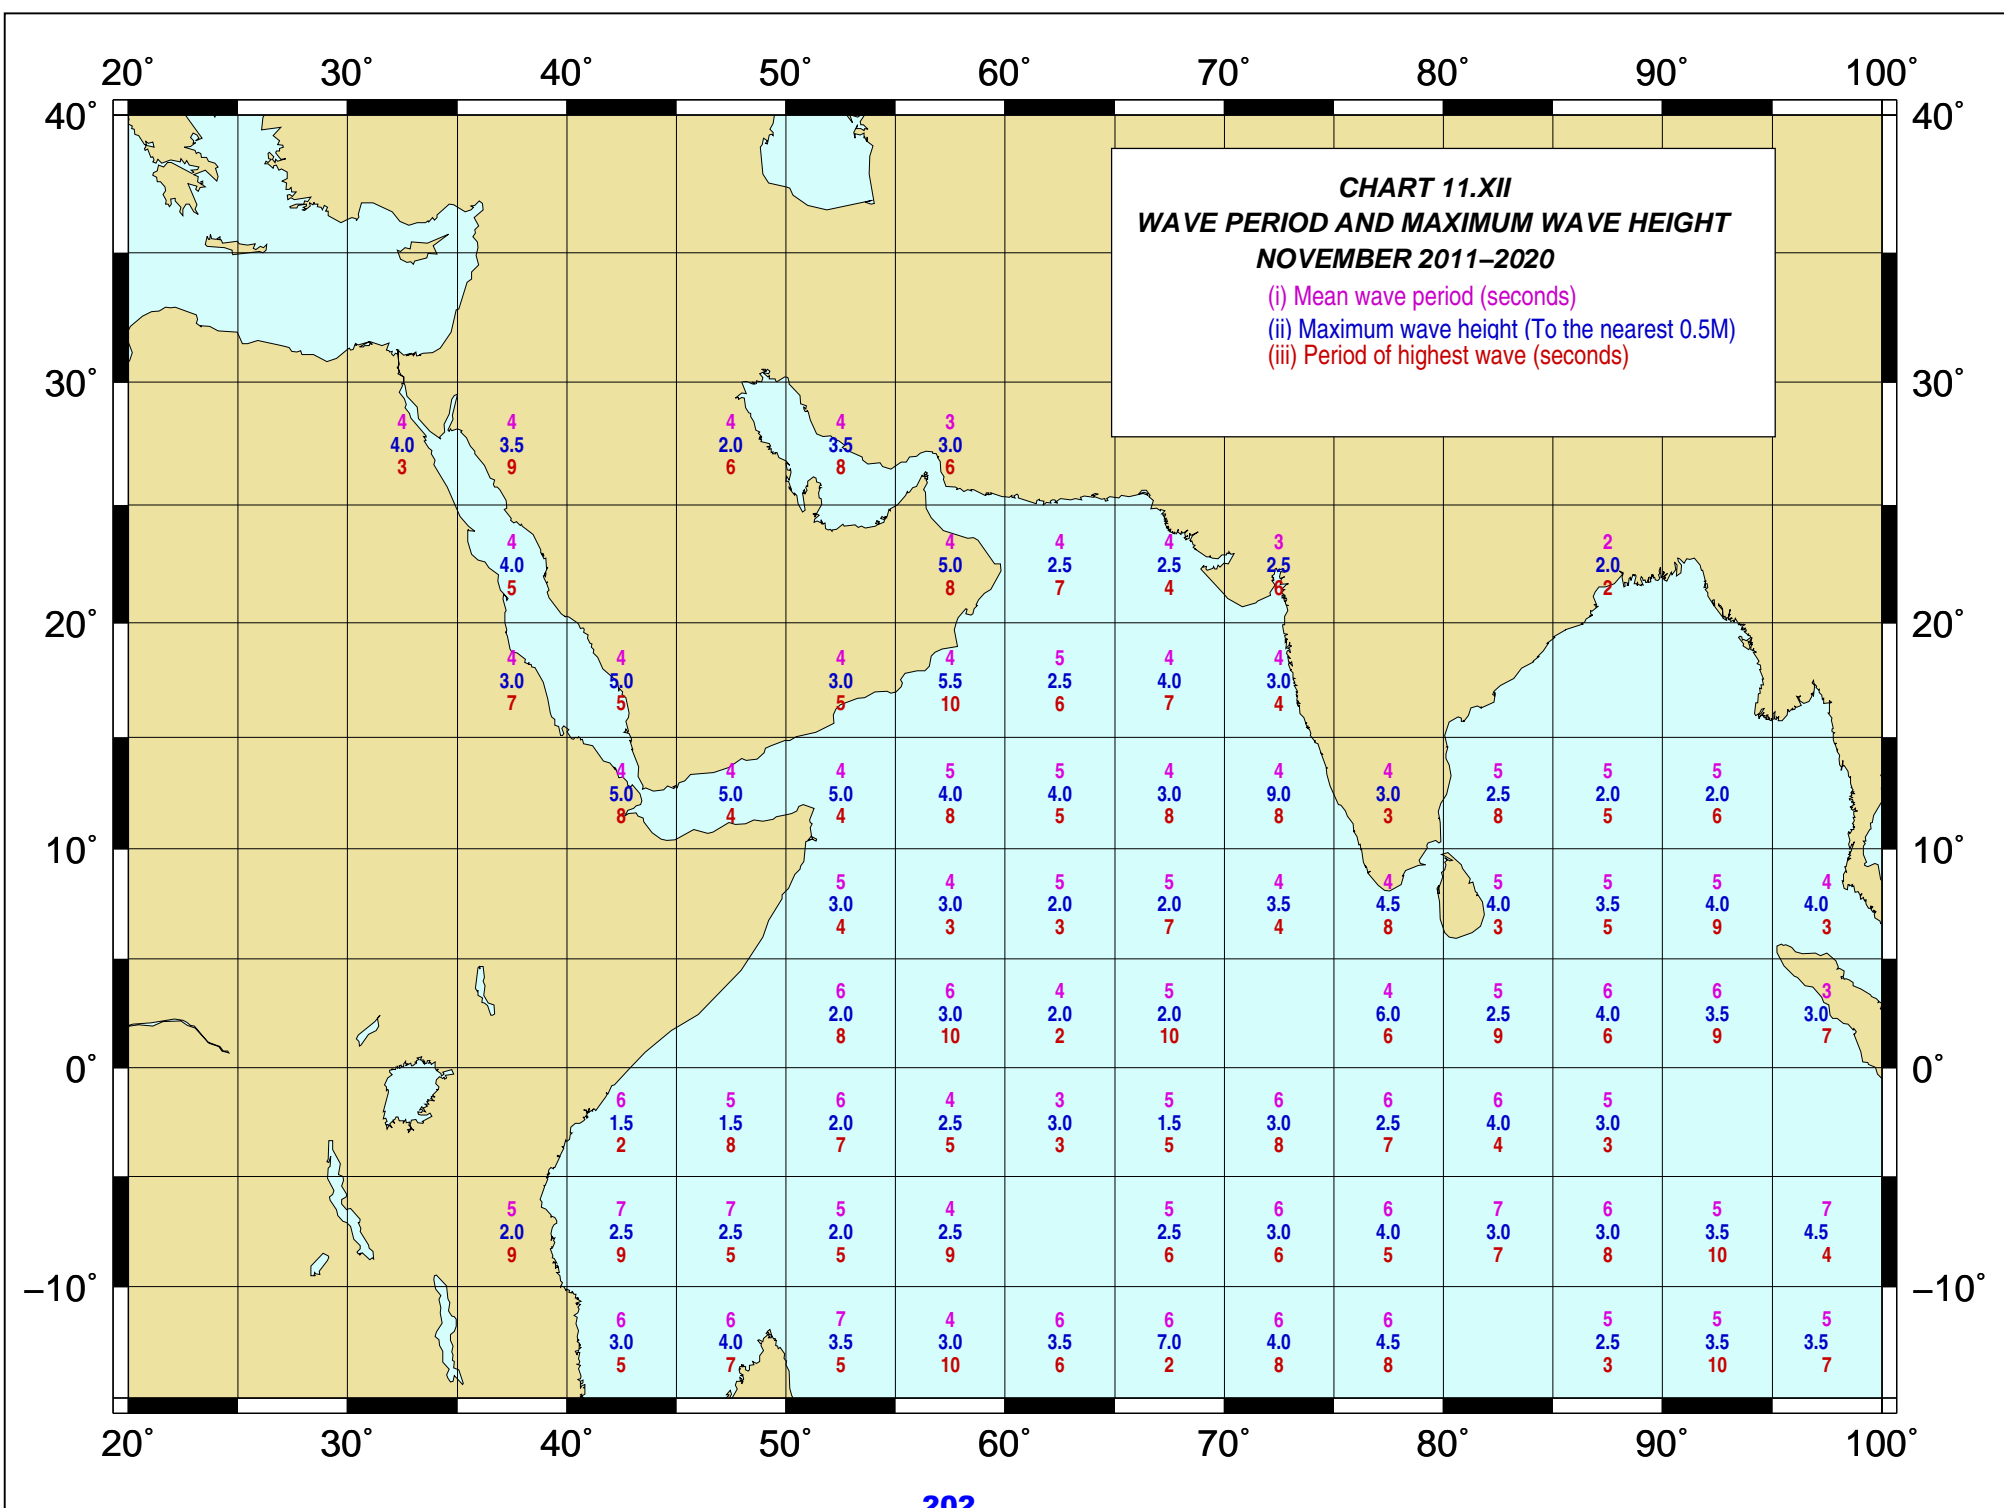 20° 30° 40° 50° 60° 70° 80° 90° 100°
40° 40°
CHART 11.XII
WAVE PERIOD AND MAXIMUM WAVE HEIGHT
NOVEMBER 2011–2020
(i) Mean wave period (seconds)
(ii) Maximum wave height (To the nearest 0.5M)
(iii) Period of highest wave (seconds)
30° 30°
4 4 4 4 3
4.0 3.5 2.0 3.5 3.0
3 9 6 8 6
4 4 4 4 3 2
4.0 5.0 2.5 2.5 2.5 2.0
5 8 7 4 6 2
20° 20°
4 4 4 4 5 4 4
3.0 5.0 3.0 5.5 2.5 4.0 3.0
7 5 5 10 6 7 4
4 4 4 5 5 4 4 4 5 5 5
5.0 5.0 5.0 4.0 4.0 3.0 9.0 3.0 2.5 2.0 2.0
8 4 4 8 5 8 8 3 8 5 6
10° 10°
5 4 5 5 4 4 5 5 5 4
3.0 3.0 2.0 2.0 3.5 4.5 4.0 3.5 4.0 4.0
4 3 3 7 4 8 3 5 9 3
6 6 4 5 4 5 6 6 3
2.0 3.0 2.0 2.0 6.0 2.5 4.0 3.5 3.0
8 10 2 10 6 9 6 9 7
0° 0°
6 5 6 4 3 5 6 6 6 5
1.5 1.5 2.0 2.5 3.0 1.5 3.0 2.5 4.0 3.0
2 8 7 5 3 5 8 7 4 3
5 7 7 5 4 5 6 6 7 6 5 7
2.0 2.5 2.5 2.0 2.5 2.5 3.0 4.0 3.0 3.0 3.5 4.5
9 9 5 5 9 6 6 5 7 8 10 4
−10° −10°
6 6 7 4 6 6 6 6 5 5 5
3.0 4.0 3.5 3.0 3.5 7.0 4.0 4.5 2.5 3.5 3.5
5 7 5 10 6 2 8 8 3 10 7
20° 30° 40° 50° 60° 70° 80° 90° 100°
202